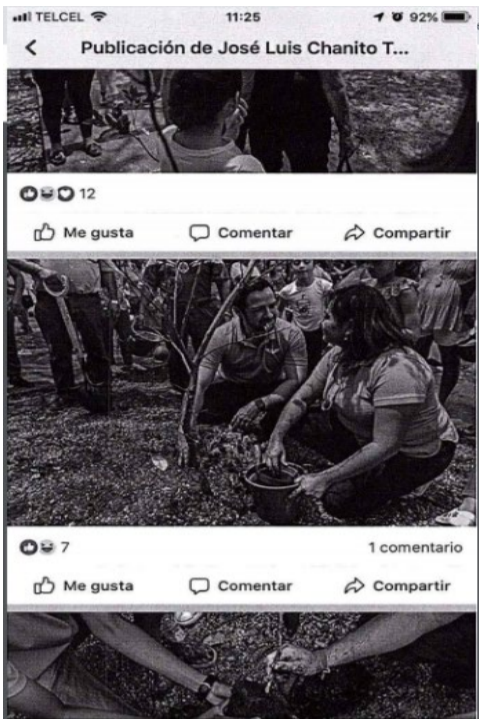 TELCEL 11:25 92%
Publicación de José Luis Chanito T...
12
Me gusta Comentar Compartir
7 1 comentario
Me gusta Comentar Compartir